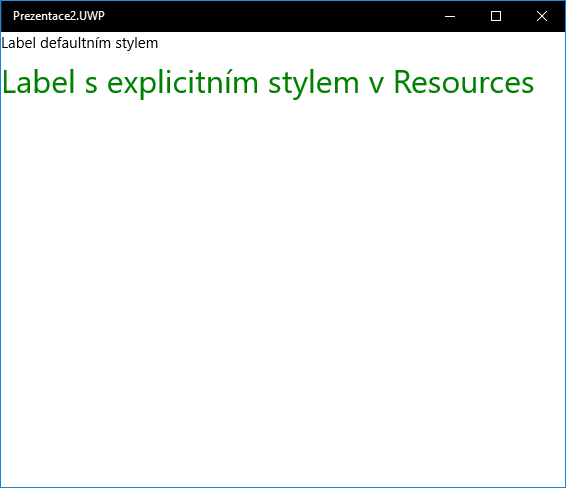 Prezentace2.UWP
Label defaultním stylem
Label s explicitním stylem v Resources